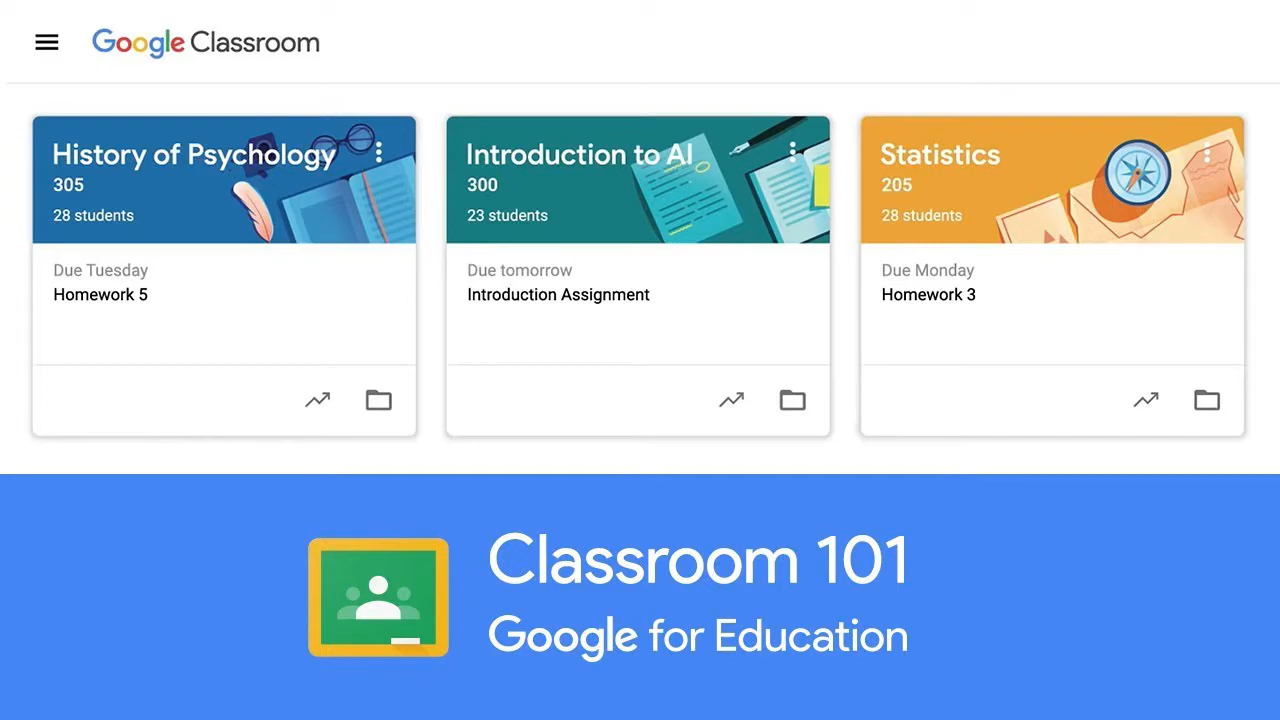 Google Classroom
History of Psychology
305
28 students
Due Tuesday
Homework 5
Introduction to AI
300
23 students
Due tomorrow
Introduction Assignment
Statistics
205
28 students
Due Monday
Homework 3
Classroom 101
Google for Education